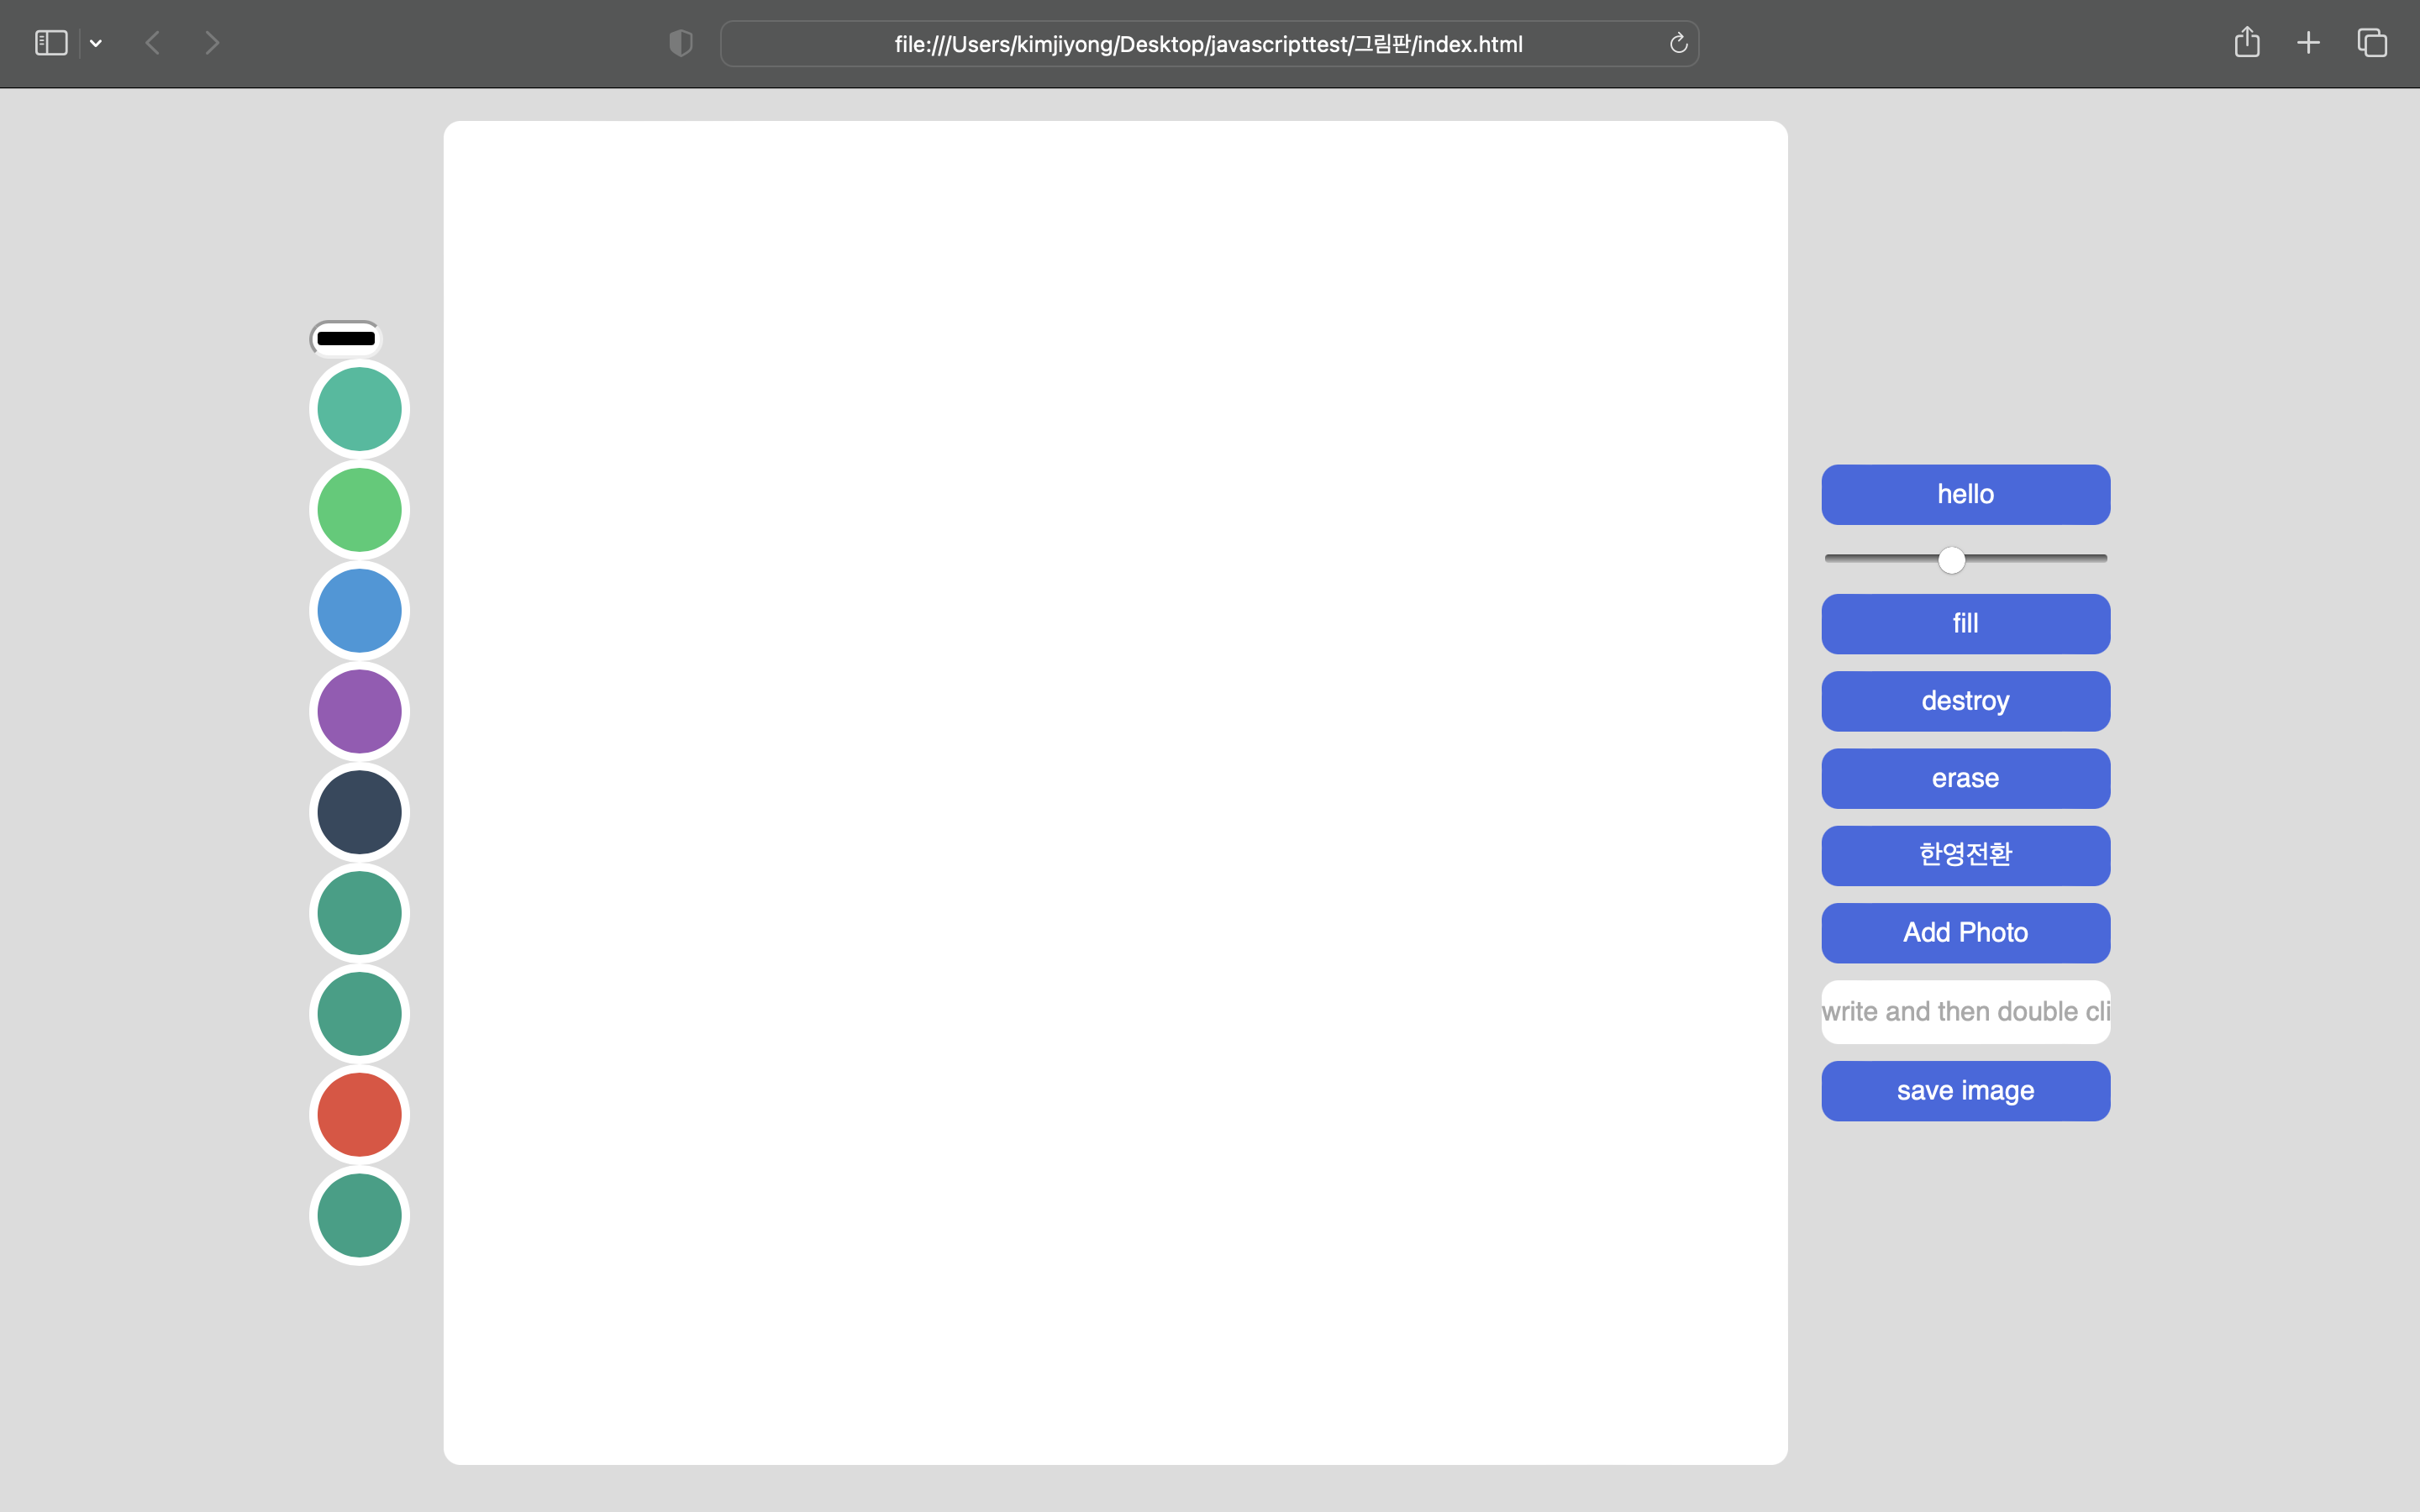 file:///Users/kimjiyong/Desktop/javascripttest/그림판/index.html
hello
fill
destroy
erase
한영전환
Add Photo
write and then double cli
save image